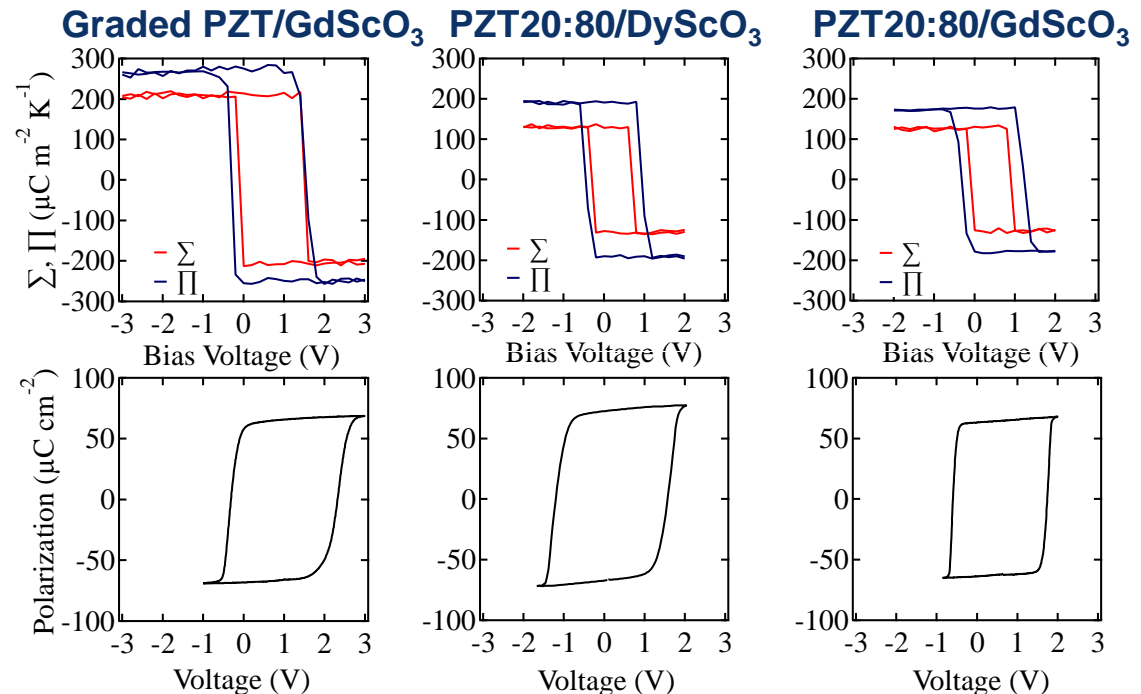 Graded PZT/GdScO3 PZT20:80/DyScO3 PZT20:80/GdScO3
Σ, Π (μC m-2 K-1)
300
200
100
0
-100
-200
-300
Σ
Π
-3 -2 -1 0 1 2 3
Bias Voltage (V)
300
200
100
0
-100
-200
-300
Σ
Π
-3 -2 -1 0 1 2 3
Bias Voltage (V)
300
200
100
0
-100
-200
-300
Σ
Π
-3 -2 -1 0 1 2 3
Bias Voltage (V)
Polarization (μC cm-2)
100
50
0
-50
-100
-3 -2 -1 0 1 2 3
Voltage (V)
100
50
0
-50
-100
-3 -2 -1 0 1 2 3
Voltage (V)
100
50
0
-50
-100
-3 -2 -1 0 1 2 3
Voltage (V)